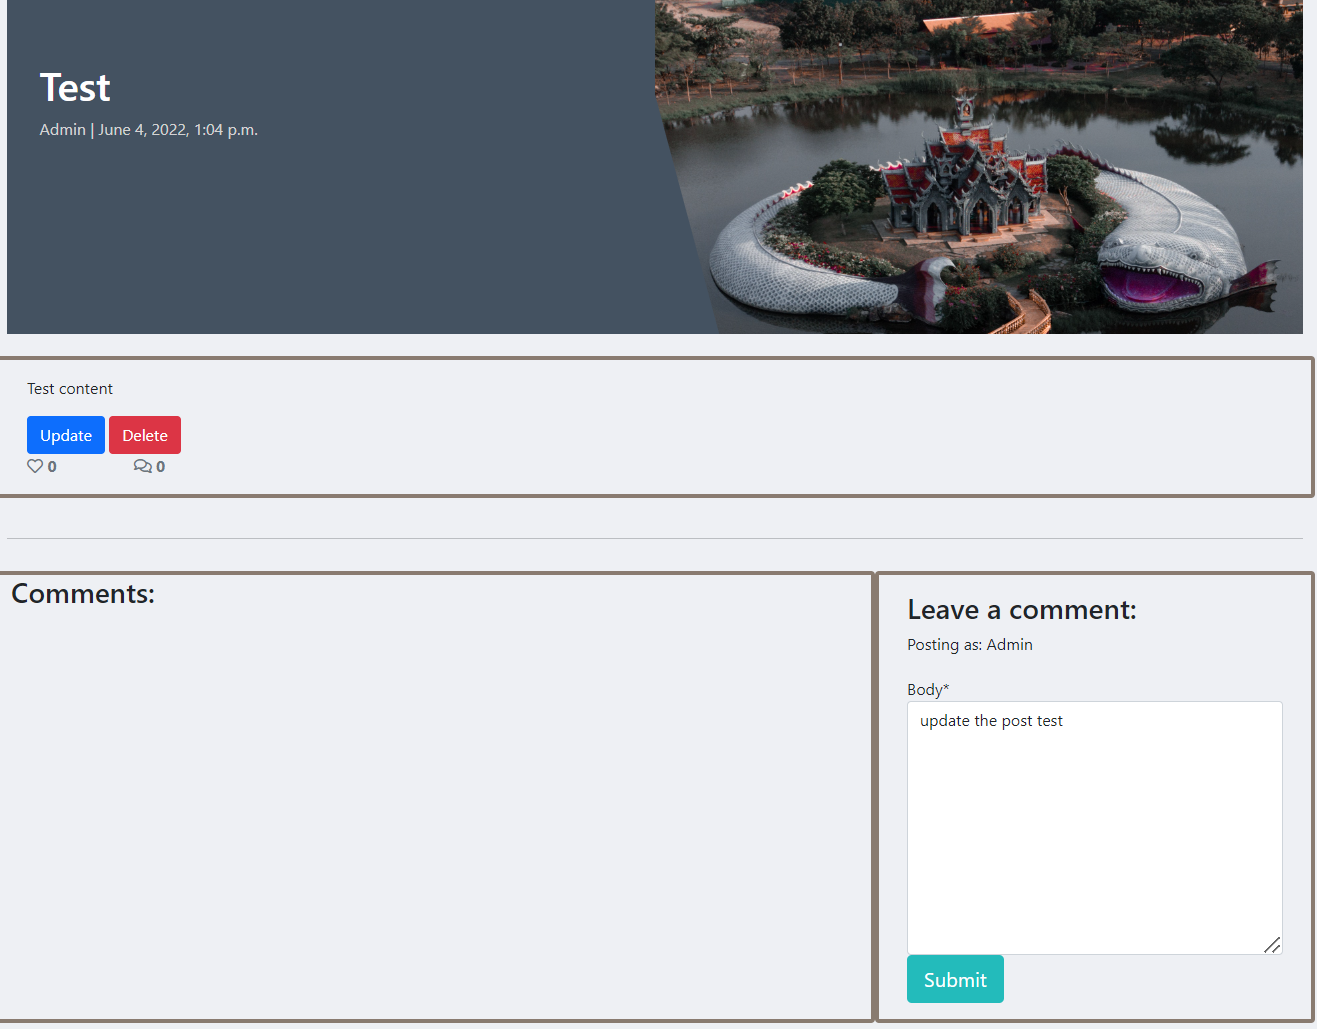 Test
Admin | June 4, 2022, 1:04 p.m.
Test content
Update Delete
0 0
Comments:
Leave a comment:
Posting as: Admin
Body*
update the post test
Submit